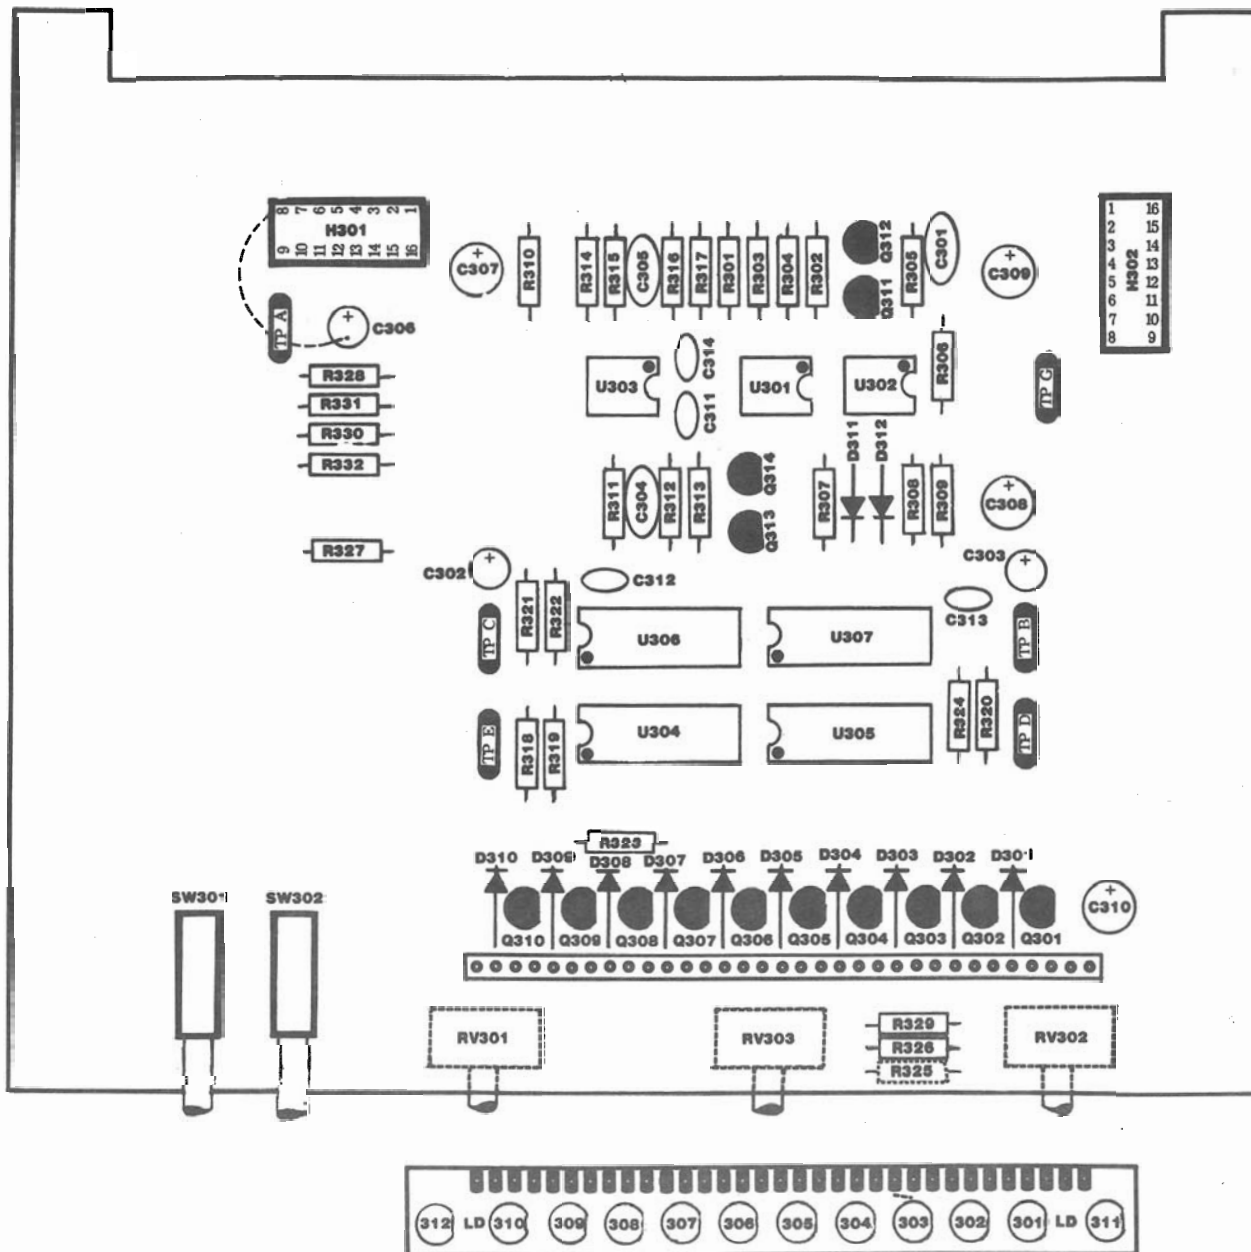 8 7 6 5 4 3 2 1
H301
9 10 11 12 13 14 15 16
TP A
C306
C307
R310
R314
R315
C305
R316
R317
R301
R303
R304
R302
Q312
Q311
R305
C301
C309
1 16
2 15
3 14
4 13
5 12
6 11
7 10
8 9
H302
R328
R331
R330
R332
R327
U303
C314
C311
U301
U302
R306
TP G
D311
D312
R311
C304
R312
R313
Q314
Q313
R307
R308
R309
C308
C302
C312
C303
C313
R321
R322
TP C
U306
U307
TP B
TP E
R318
R319
U304
U305
R324
R320
TP D
R323
D310 D309 D308 D307 D306 D305 D304 D303 D302 D301
SW301 SW302
C310
Q310 Q309 Q308 Q307 Q306 Q305 Q304 Q303 Q302 Q301
RV301
RV303
R329
R326
R325
RV302
312 LD 310 309 308 307 306 305 304 303 302 301 LD 311